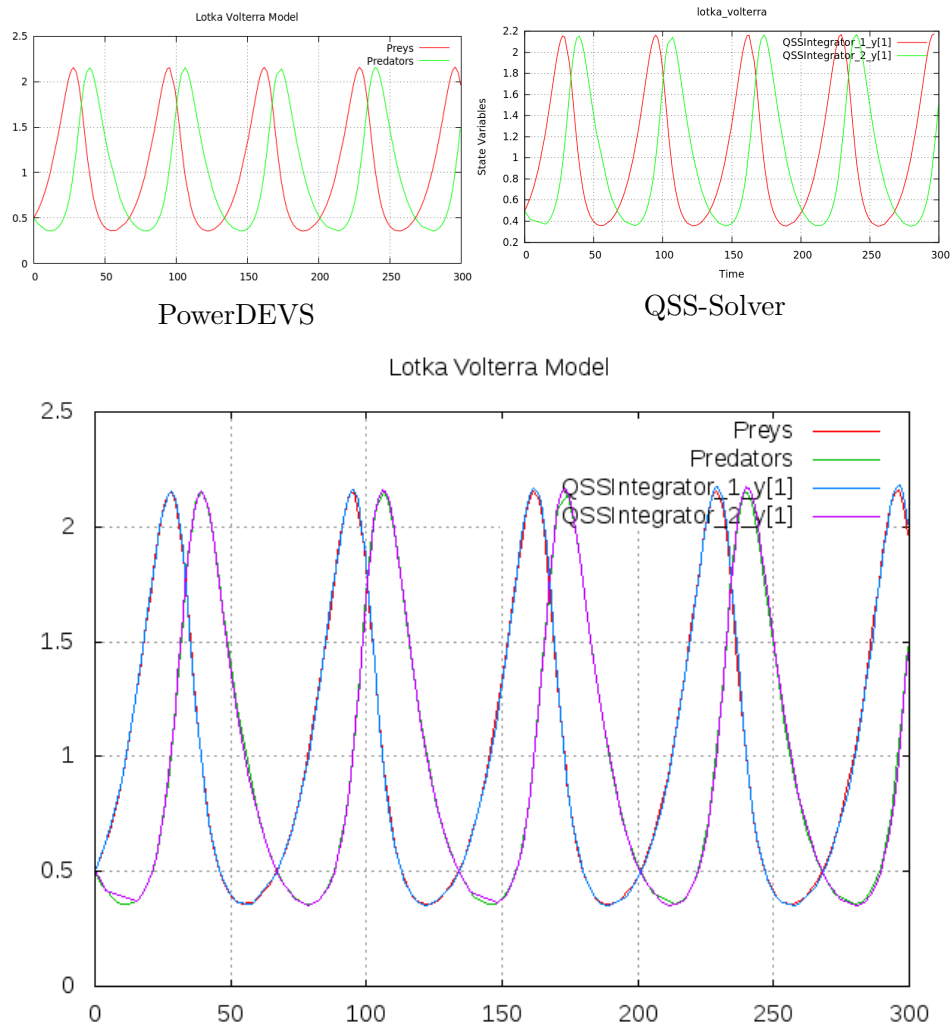 Lotka Volterra Model
2.5
2
1.5
1
0.5
0
Preys
Predators
0 50 100 150 200 250 300
PowerDEVS
lotka_volterra
2.2
2
1.8
1.6
1.4
1.2
1
0.8
0.6
0.4
0.2
State Variables
QSSIntegrator_1_y[1]
QSSIntegrator_2_y[1]
0 50 100 150 200 250 300
Time
QSS-Solver
Lotka Volterra Model
2.5
2
1.5
1
0.5
0
Preys
Predators
QSSIntegrator_1_y[1]
QSSIntegrator_2_y[1]
0 50 100 150 200 250 300